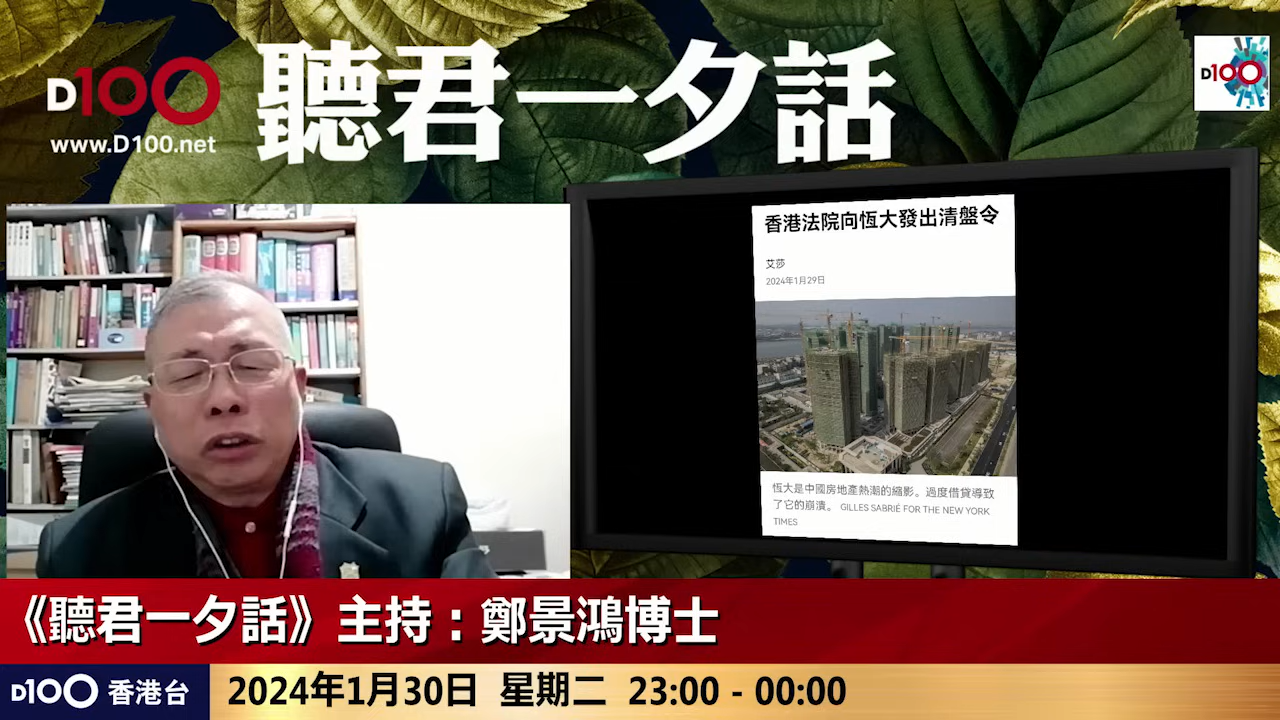 D100
www.D100.net
聽君一夕話
D100
香港法院向恆大發出清盤令
艾莎
2024年1月29日
恆大是中國房地產熱潮的縮影。過度借貸導致
了它的崩潰。 GILLES SABRIÉ FOR THE NEW YORK
TIMES
《聽君一夕話》主持：鄭景鴻博士
D100 香港台
2024年1月30日 星期二 23:00 - 00:00